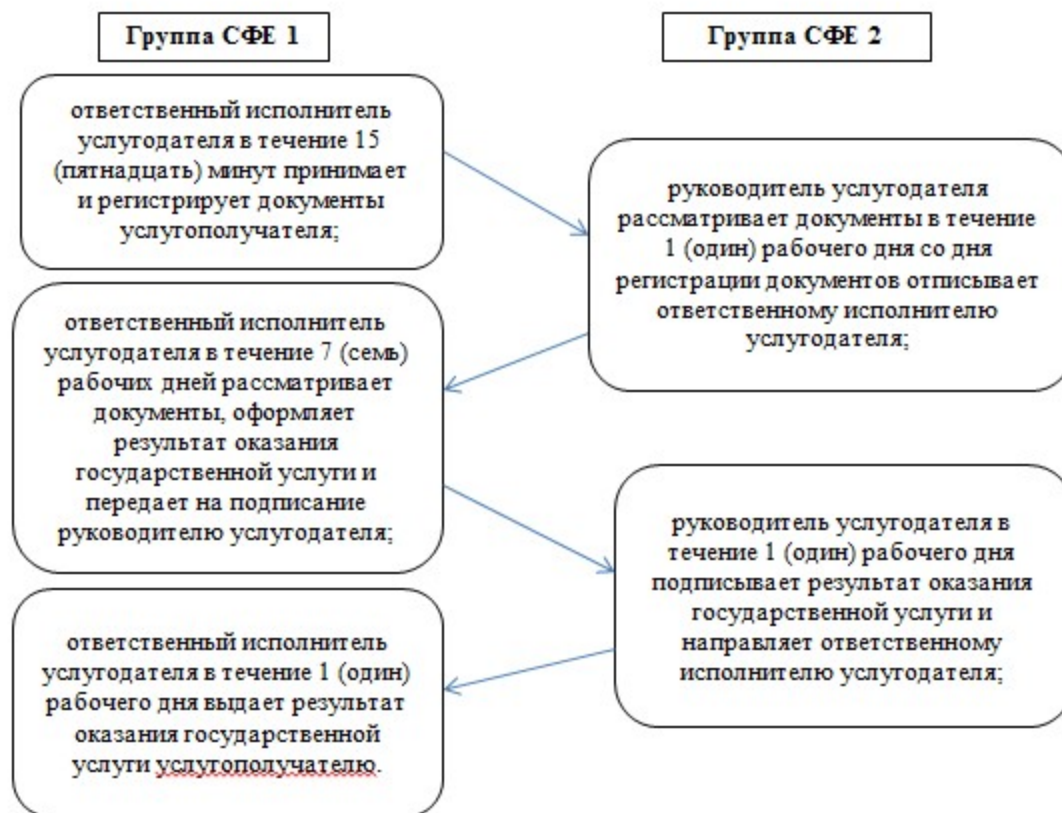 Группа СФЕ 1
Группа СФЕ 2
ответственный исполнитель
услугодателя в течение 15
(пятнадцать) минут принимает
и регистрирует документы
услугополучателя;
руководитель услугодателя
рассматривает документы в течение
1 (один) рабочего дня со дня
регистрации документов отписывает
ответственному исполнителю
услугодателя;
ответственный исполнитель
услугодателя в течение 7 (семь)
рабочих дней рассматривает
документы, оформляет
результат оказания
государственной услуги и
передает на подписание
руководителю услугодателя;
руководитель услугодателя в
течение 1 (один) рабочего дня
подписывает результат оказания
государственной услуги и
направляет ответственному
исполнителю услугодателя;
ответственный исполнитель
услугодателя в течение 1 (один)
рабочего дня выдает результат
оказания государственной
услуги услугополучателю.